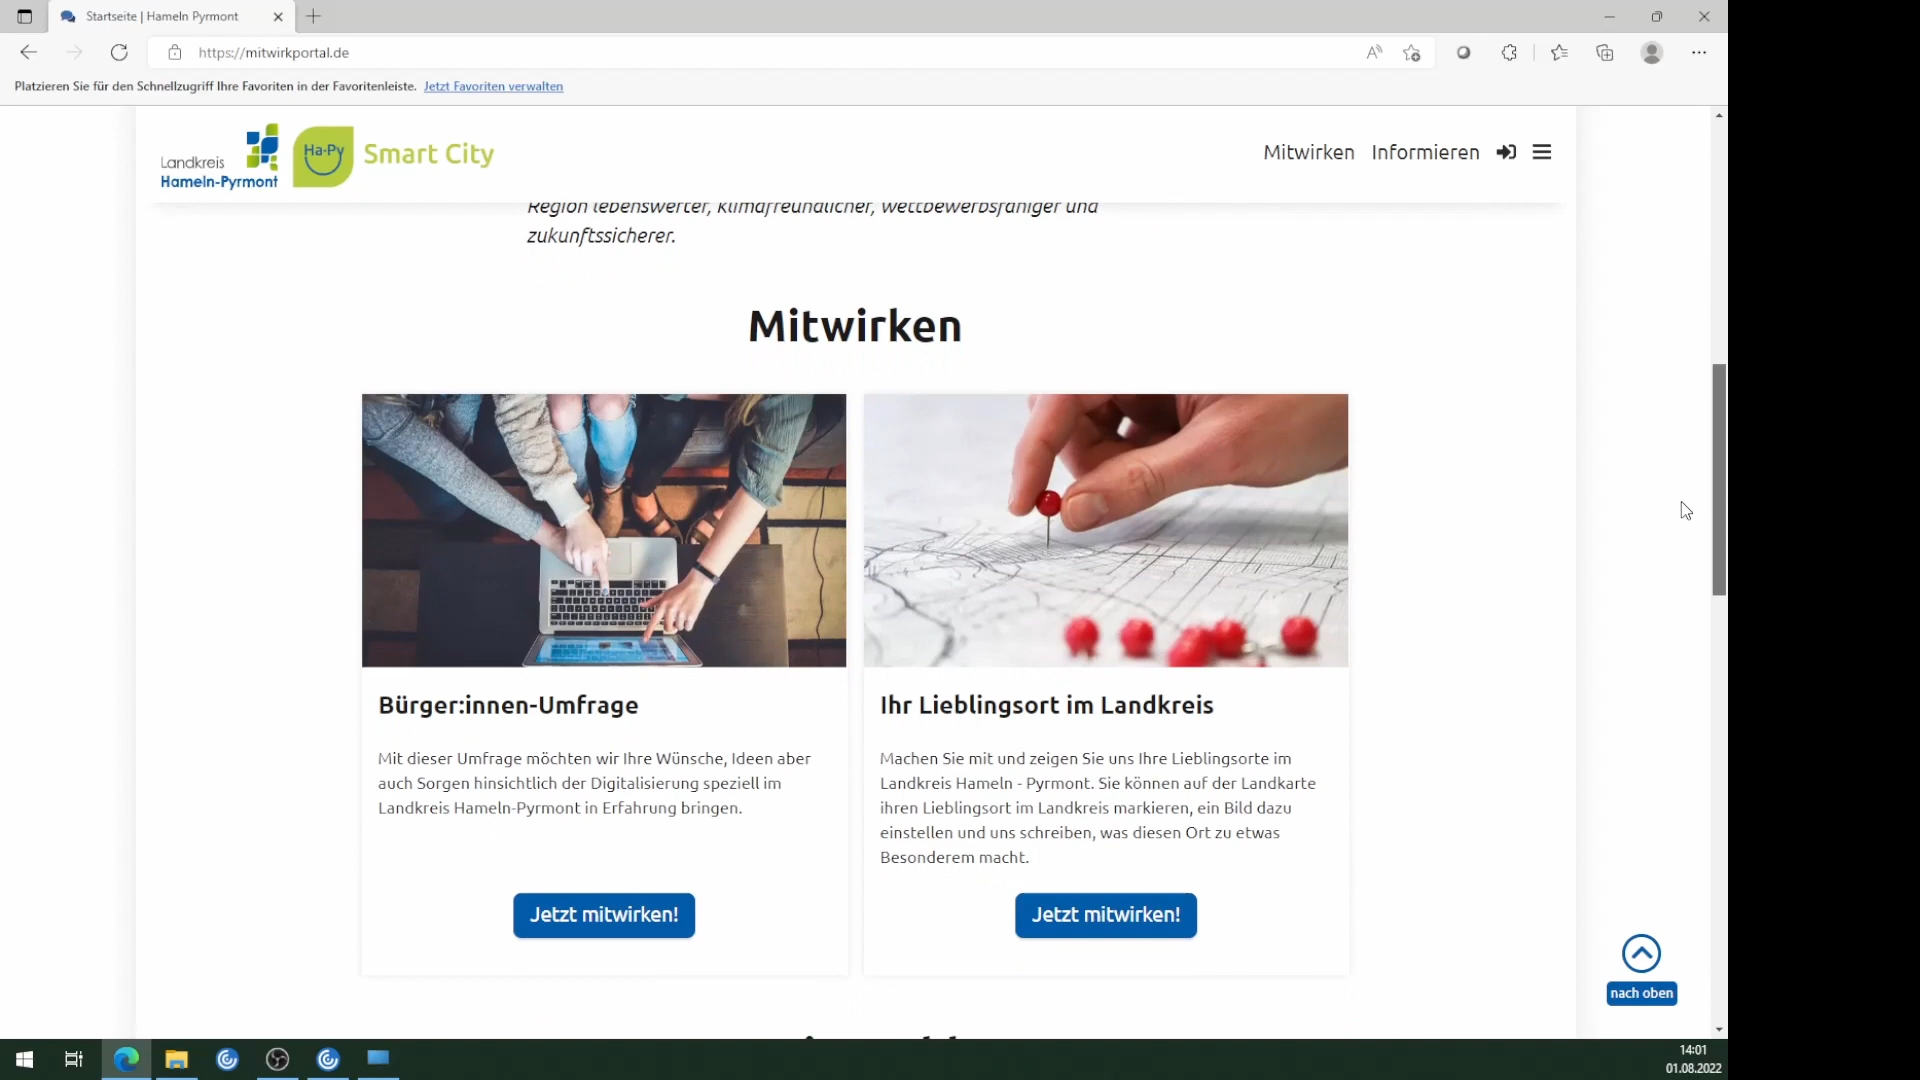 Startseite | Hameln Pyrmont
https://mitwirkportal.de
Platzieren Sie für den Schnellzugriff Ihre Favoriten in der Favoritenleiste. Jetzt Favoriten verwalten
Landkreis
Hameln-Pyrmont
Ha-Py
Smart City
Mitwirken Informieren
Region lebenswerter, klimafreundlicher, wettbewerbsfähiger und
zukunftssicherer.
Mitwirken
Bürger:innen-Umfrage
Mit dieser Umfrage möchten wir Ihre Wünsche, Ideen aber
auch Sorgen hinsichtlich der Digitalisierung speziell im
Landkreis Hameln-Pyrmont in Erfahrung bringen.
Jetzt mitwirken!
Ihr Lieblingsort im Landkreis
Machen Sie mit und zeigen Sie uns Ihre Lieblingsorte im
Landkreis Hameln - Pyrmont. Sie können auf der Landkarte
ihren Lieblingsort im Landkreis markieren, ein Bild dazu
einstellen und uns schreiben, was diesen Ort zu etwas
Besonderem macht.
Jetzt mitwirken!
nach oben
14:01
01.08.2022